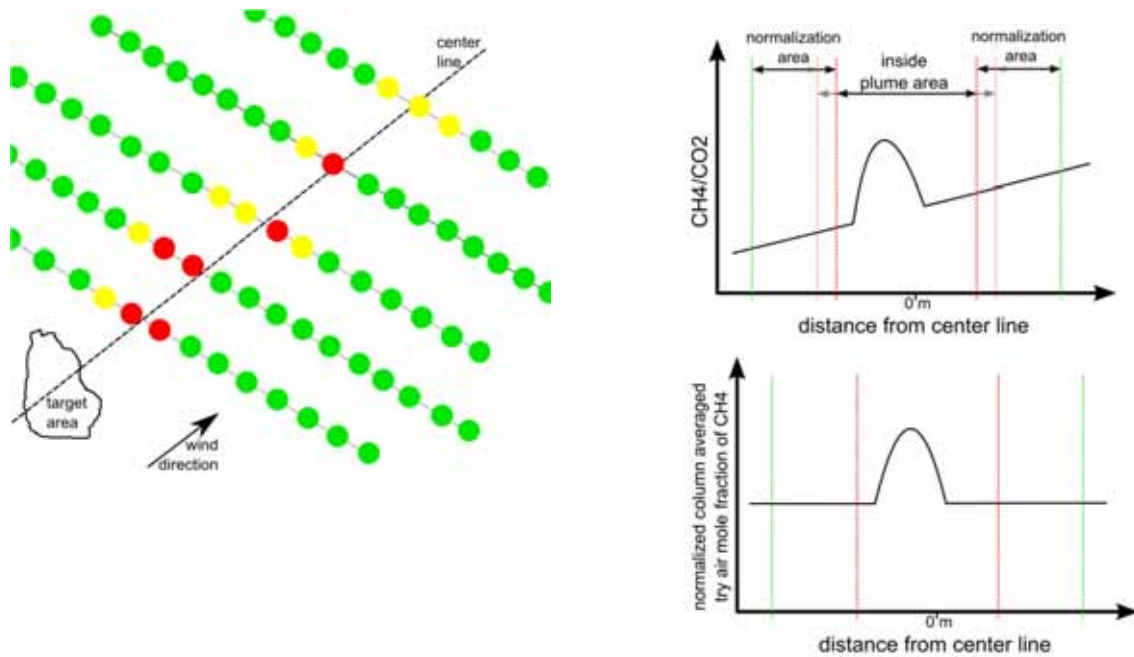 center
line
target
area
wind
direction
normalization
area
normalization
area
inside
plume area
CH4/CO2
0'm
distance from center line
normalized column averaged
try air mole fraction of CH4
0'm
distance from center line